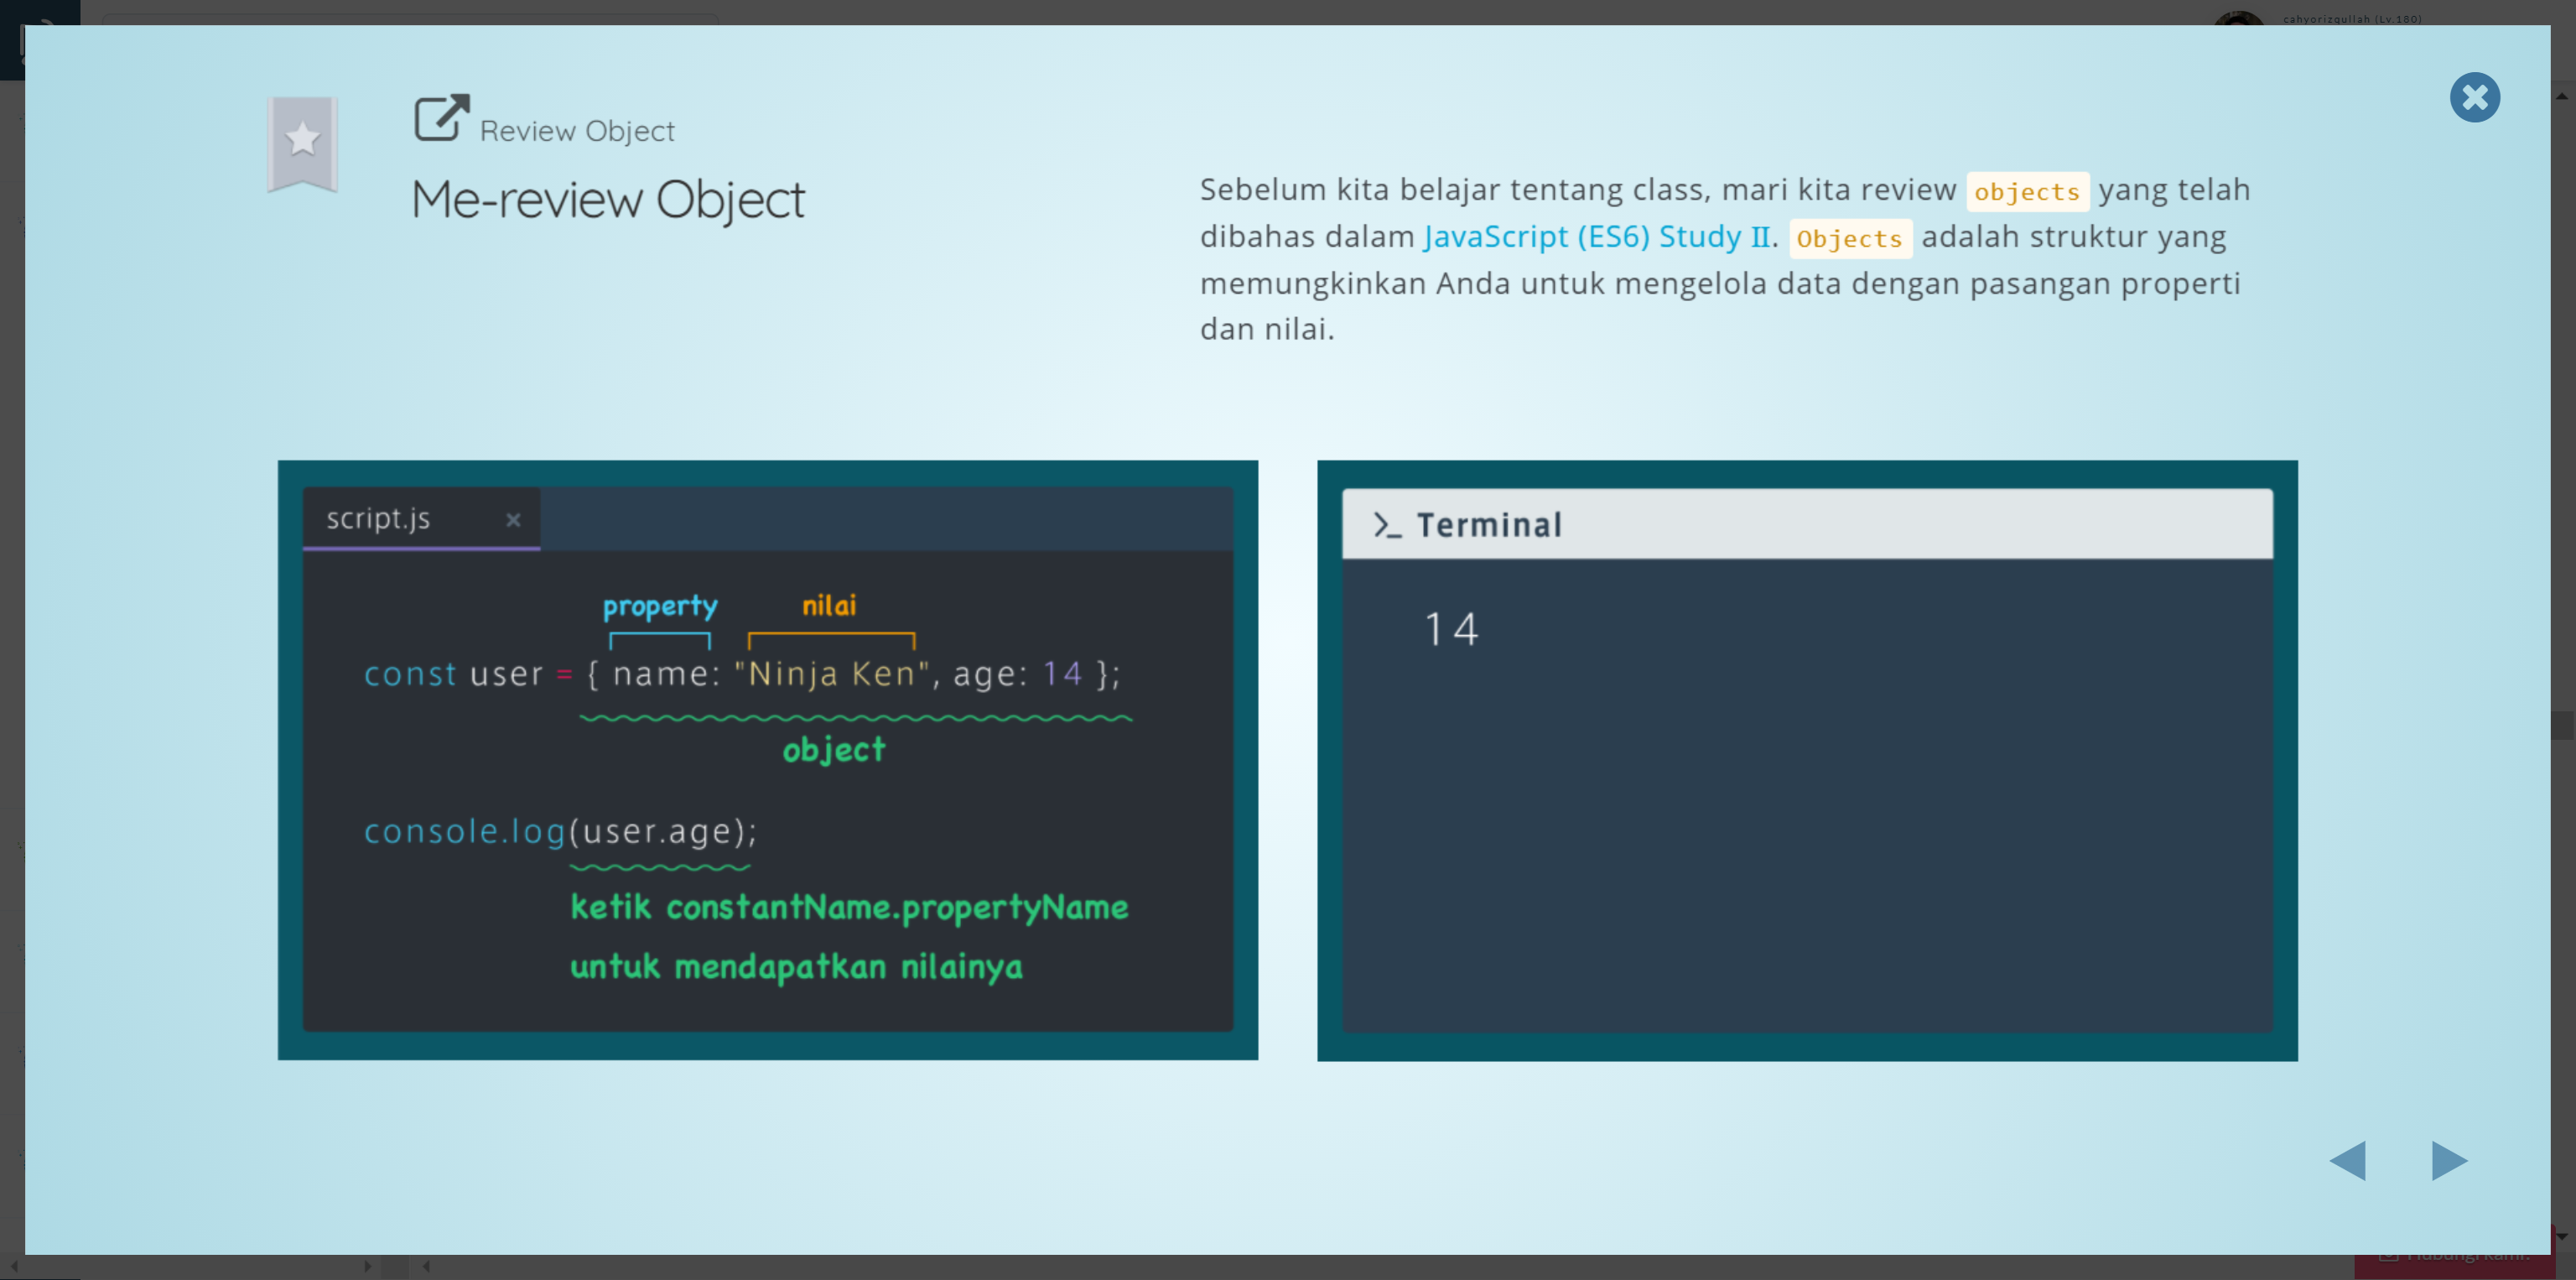 cahyorizqullah (Lv.180)
Review Object
Me-review Object
Sebelum kita belajar tentang class, mari kita review objects yang telah
dibahas dalam JavaScript (ES6) Study II. Objects adalah struktur yang
memungkinkan Anda untuk mengelola data dengan pasangan properti
dan nilai.
script.js
property nilai
const user = { name: "Ninja Ken", age: 14 };
object
console.log(user.age);
ketik constantName.propertyName
untuk mendapatkan nilainya
>_ Terminal
14
Hubungi kami.